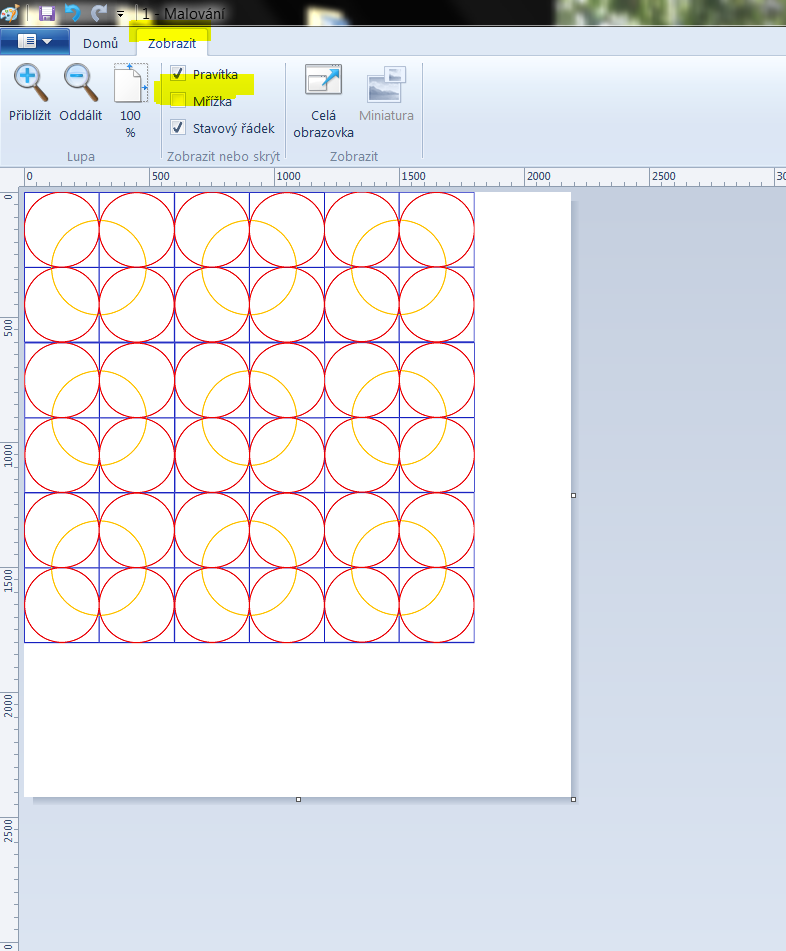 1 - Malování
Domů
Zobrazit
Přiblížit
Oddálit
100
%
Lupa
Pravítka
Mřížka
Stavový řádek
Zobrazit nebo skrýt
Celá
obrazovka
Miniatura
Zobrazit
0
500
1000
1500
2000
2500
0
500
1000
1500
2000
2500